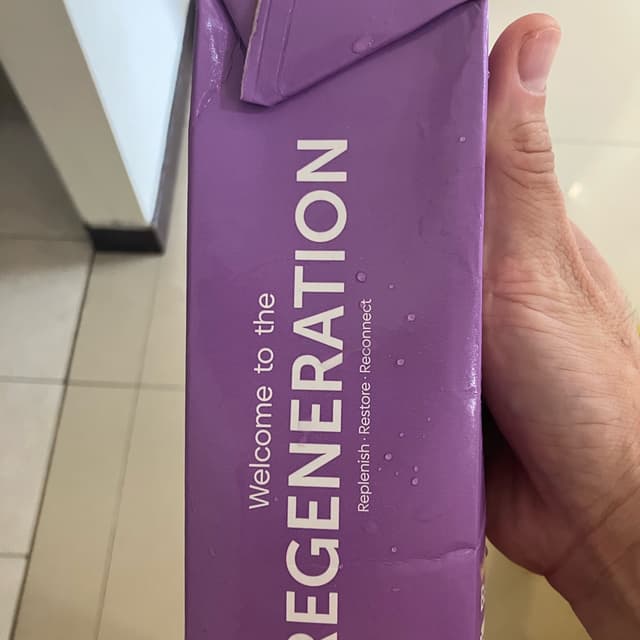 Welcome to the
REGENERATION
Replenish · Restore · Reconnect